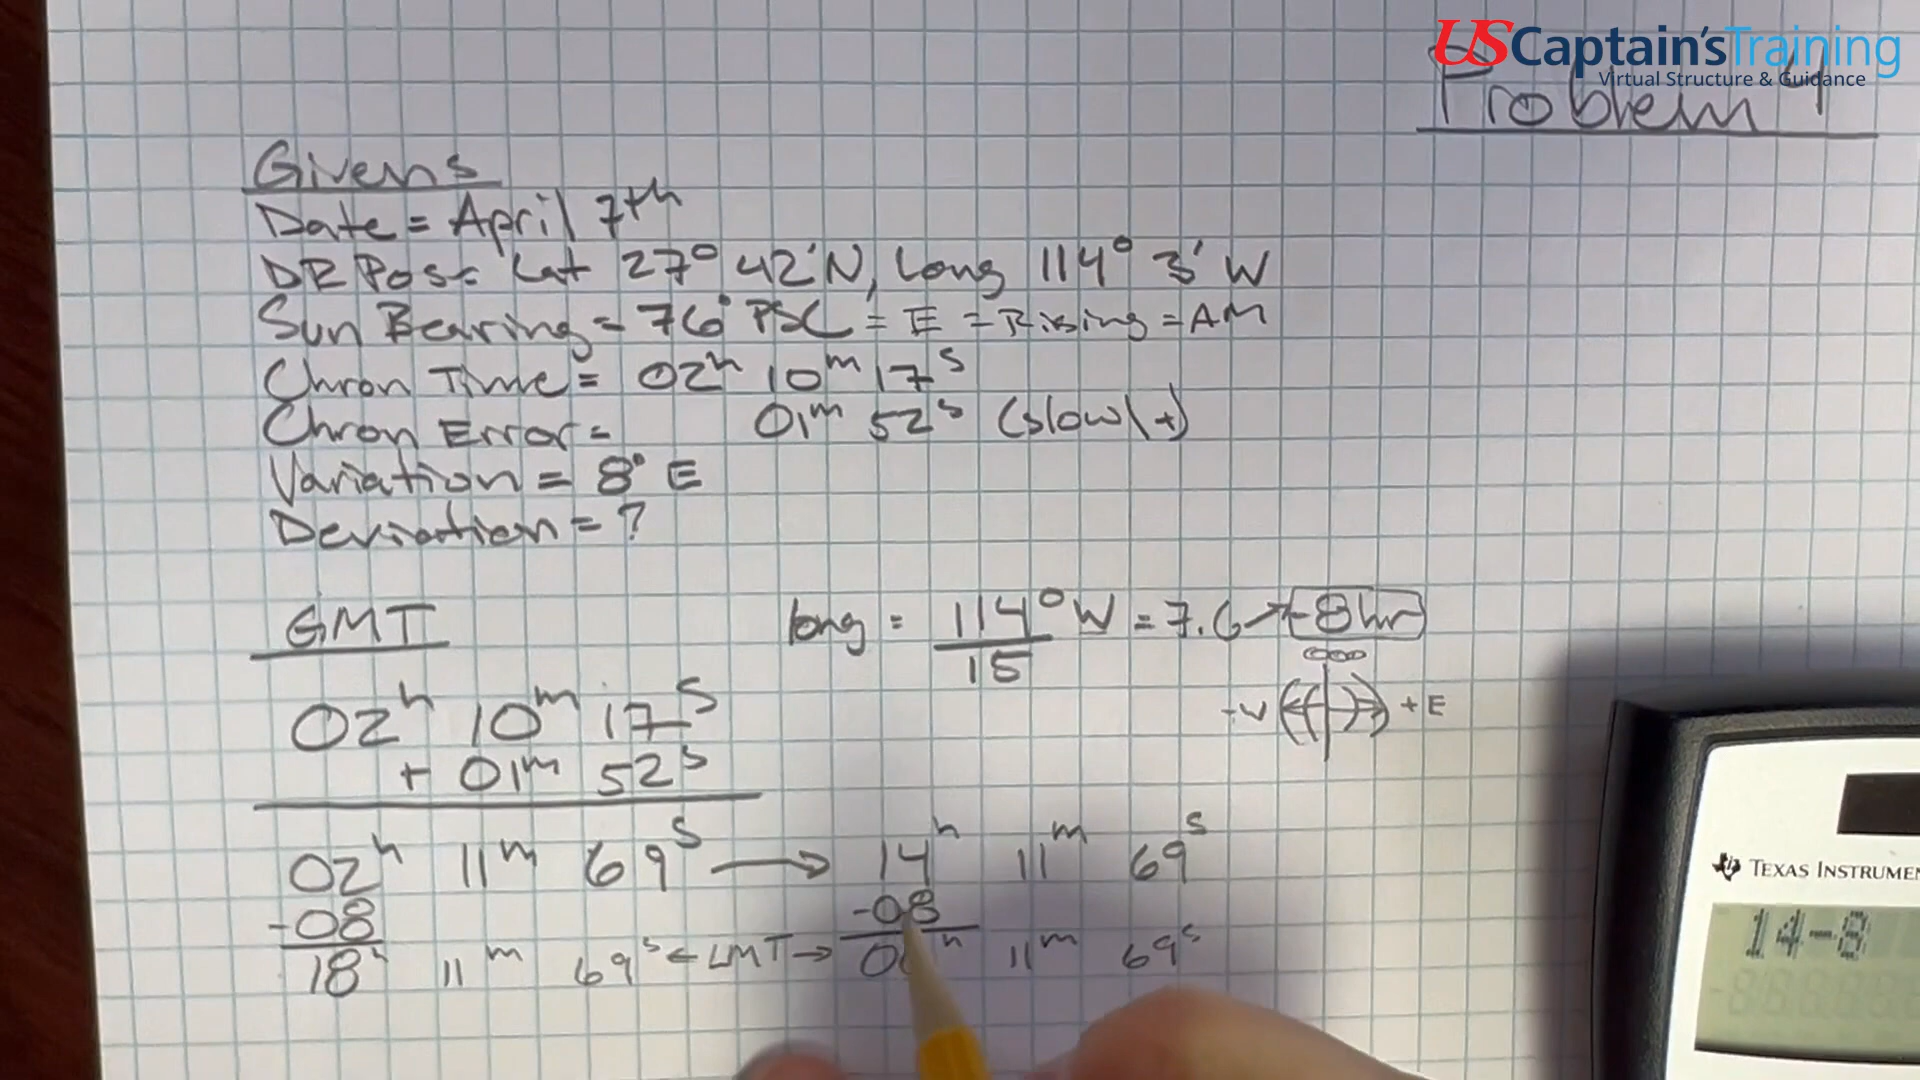 USCaptain'sTraining
Virtual Structure & Guidance
Problem 4
Givens
Date = April 7th
DR Pos = Lat 27° 42' N, Long 114° 3' W
Sun Bearing = 76° PSC = E = Rising = AM
Chron Time = 02h 10m 17s
Chron Error = 01m 52s (slow/+)
Variation = 8° E
Deviation = ?
GMT
long = 114° W / 15 = 7.6 → -8hr
000
-W +E
02h 10m 17s
+ 01m 52s
02h 11m 69s → 14h 11m 69s
-08 -08
18h 11m 69s ← LMT → h 11m 69s
TEXAS INSTRUMEN
14-8